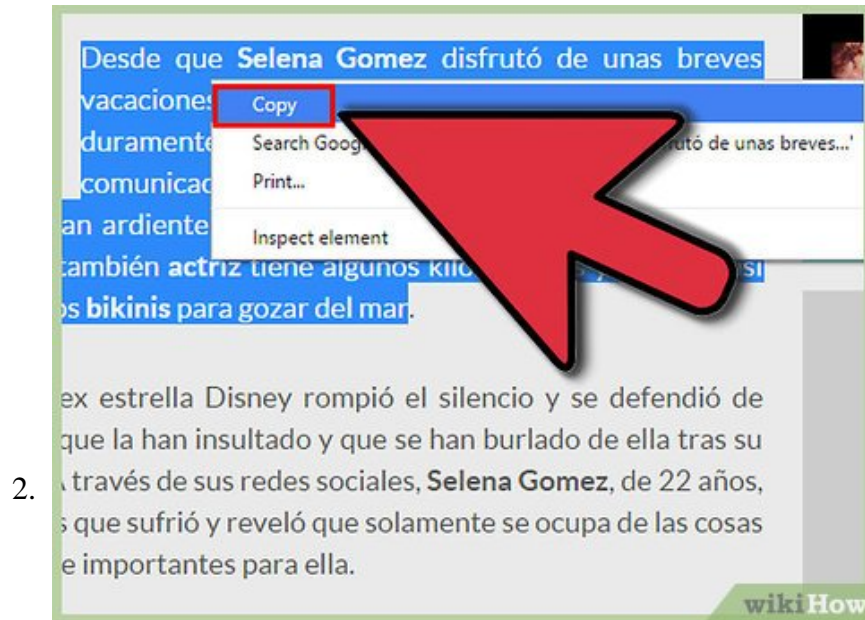 Desde que Selena Gomez disfrutó de unas breves
vacaciones
Copy
duramente
Search Goog
utó de unas breves...'
comunicac
Print...
an ardiente
Inspect element
también actriz tiene algunos
si
os bikinis para gozar del mar.
ex estrella Disney rompió el silencio y se defendió de
que la han insultado y que se han burlado de ella tras su
2.
A través de sus redes sociales, Selena Gomez, de 22 años,
s que sufrió y reveló que solamente se ocupa de las cosas
e importantes para ella.
wikiHow